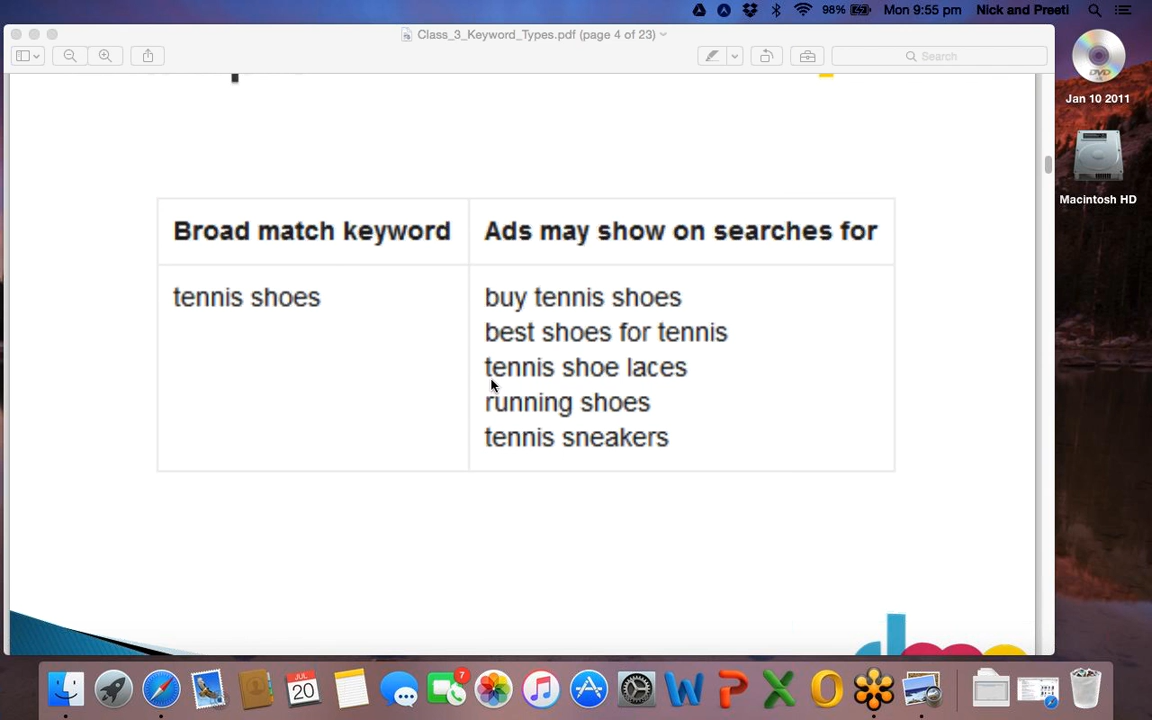 98% Mon 9:55 pm Nick and Preeti
Class_3_Keyword_Types.pdf (page 4 of 23)
Search
DVD
Jan 10 2011
Macintosh HD
Broad match keyword
Ads may show on searches for
tennis shoes
buy tennis shoes
best shoes for tennis
tennis shoe laces
running shoes
tennis sneakers
JUL
20
7